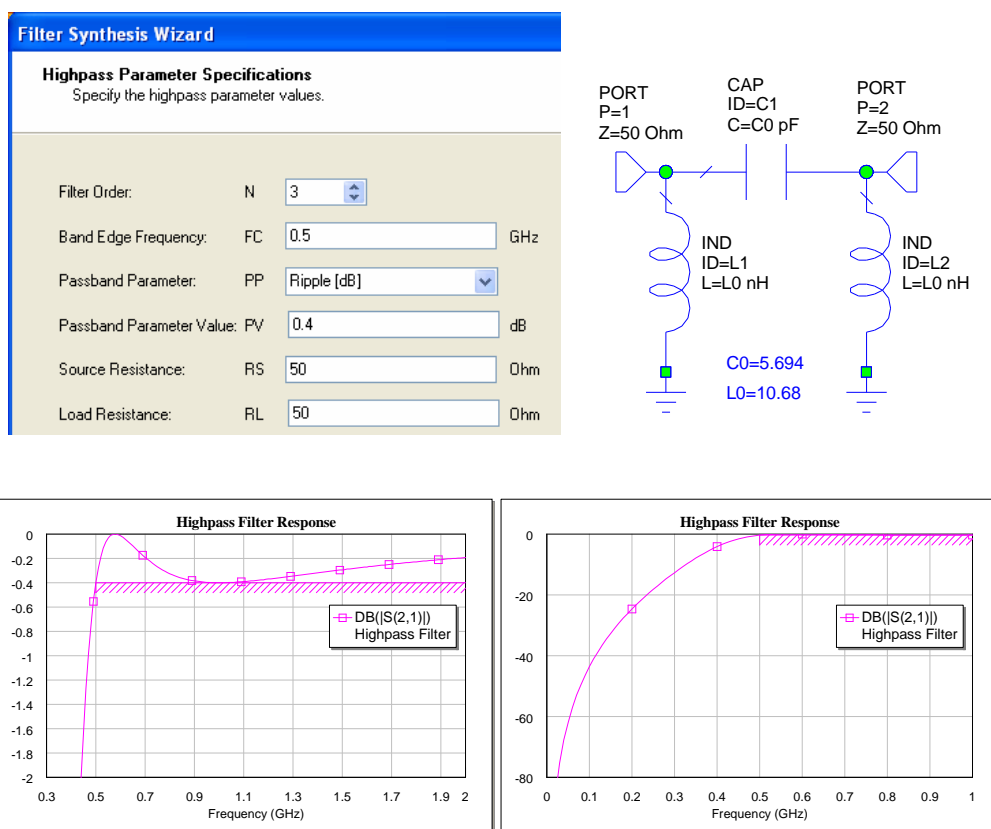 Filter Synthesis Wizard
Highpass Parameter Specifications
Specify the highpass parameter values.
Filter Order: N 3
Band Edge Frequency: FC 0.5 GHz
Passband Parameter: PP Ripple [dB]
Passband Parameter Value: PV 0.4 dB
Source Resistance: RS 50 Ohm
Load Resistance: RL 50 Ohm
PORT
P=1
Z=50 Ohm
CAP
ID=C1
C=C0 pF
PORT
P=2
Z=50 Ohm
IND
ID=L1
L=L0 nH
IND
ID=L2
L=L0 nH
C0=5.694
L0=10.68
Highpass Filter Response
0
-0.2
-0.4
-0.6
-0.8
-1
-1.2
-1.4
-1.6
-1.8
-2
DB(|S(2,1)|)
Highpass Filter
0.3 0.5 0.7 0.9 1.1 1.3 1.5 1.7 1.9 2
Frequency (GHz)
Highpass Filter Response
0
-20
-40
-60
-80
DB(|S(2,1)|)
Highpass Filter
0 0.1 0.2 0.3 0.4 0.5 0.6 0.7 0.8 0.9 1
Frequency (GHz)